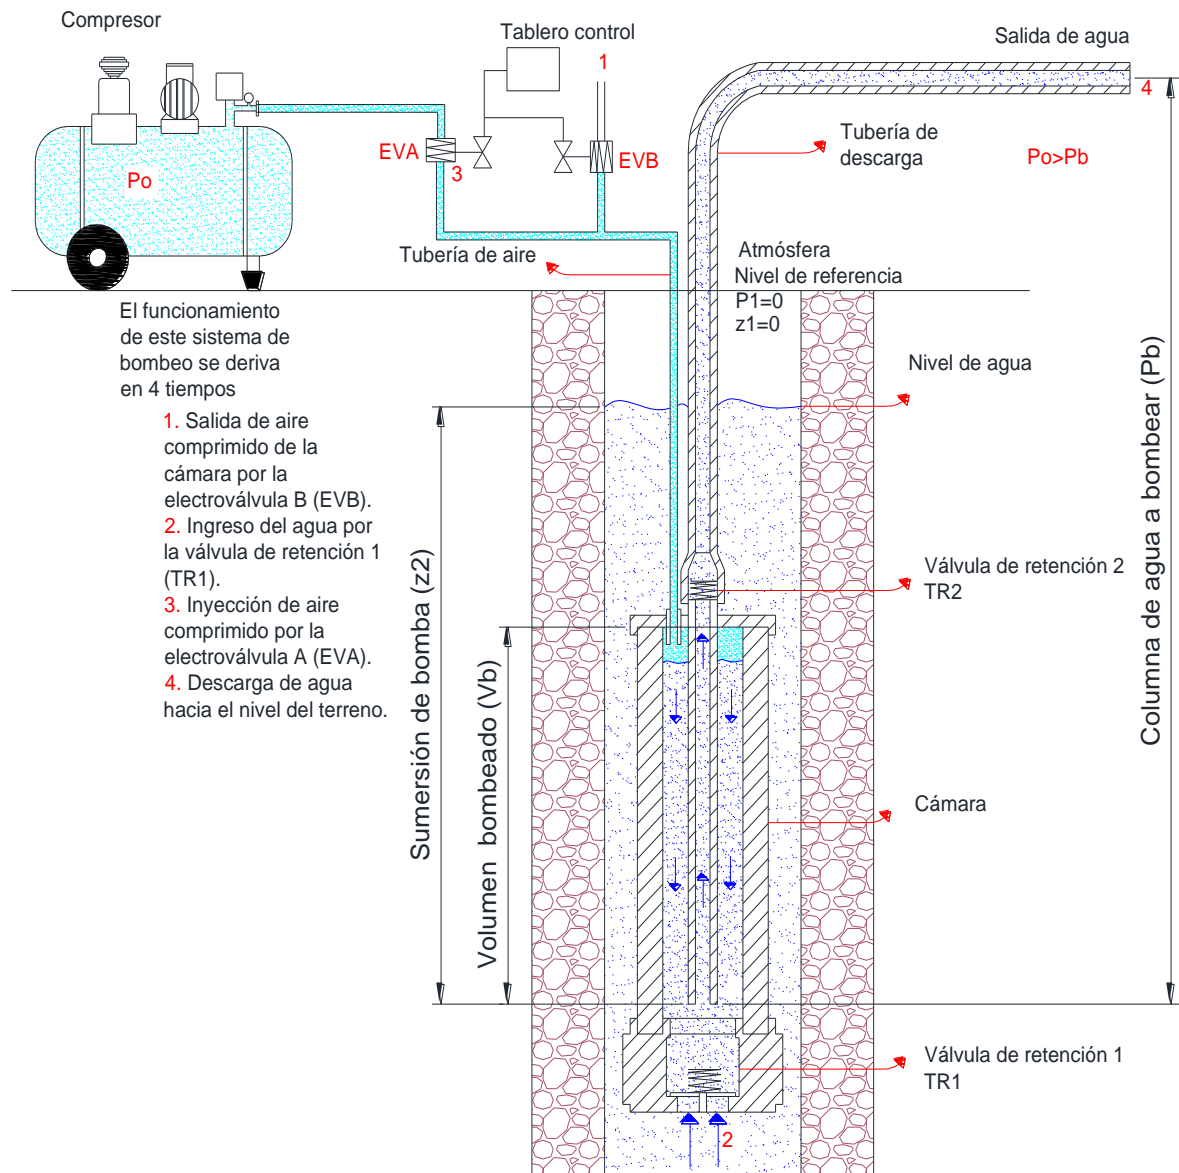 Compresor
Tablero control
1
Salida de agua
4
EVA
3
EVB
Tubería de
descarga
Po>Pb
Po
Tubería de aire
Atmósfera
Nivel de referencia
P1=0
z1=0
El funcionamiento
de este sistema de
bombeo se deriva
en 4 tiempos
1. Salida de aire
comprimido de la
cámara por la
electroválvula B (EVB).
2. Ingreso del agua por
la válvula de retención 1
(TR1).
3. Inyección de aire
comprimido por la
electroválvula A (EVA).
4. Descarga de agua
hacia el nivel del terreno.
Nivel de agua
Sumersión de bomba (z2)
Volumen bombeado (Vb)
Columna de agua a bombear (Pb)
Válvula de retención 2
TR2
Cámara
Válvula de retención 1
TR1
2